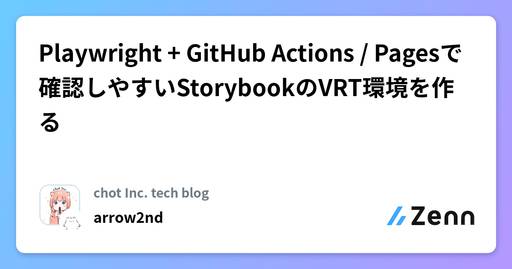 Playwright + GitHub Actions / Pagesで
確認しやすいStorybookのVRT環境を作
る
chot Inc. tech blog
arrow2nd
Zenn